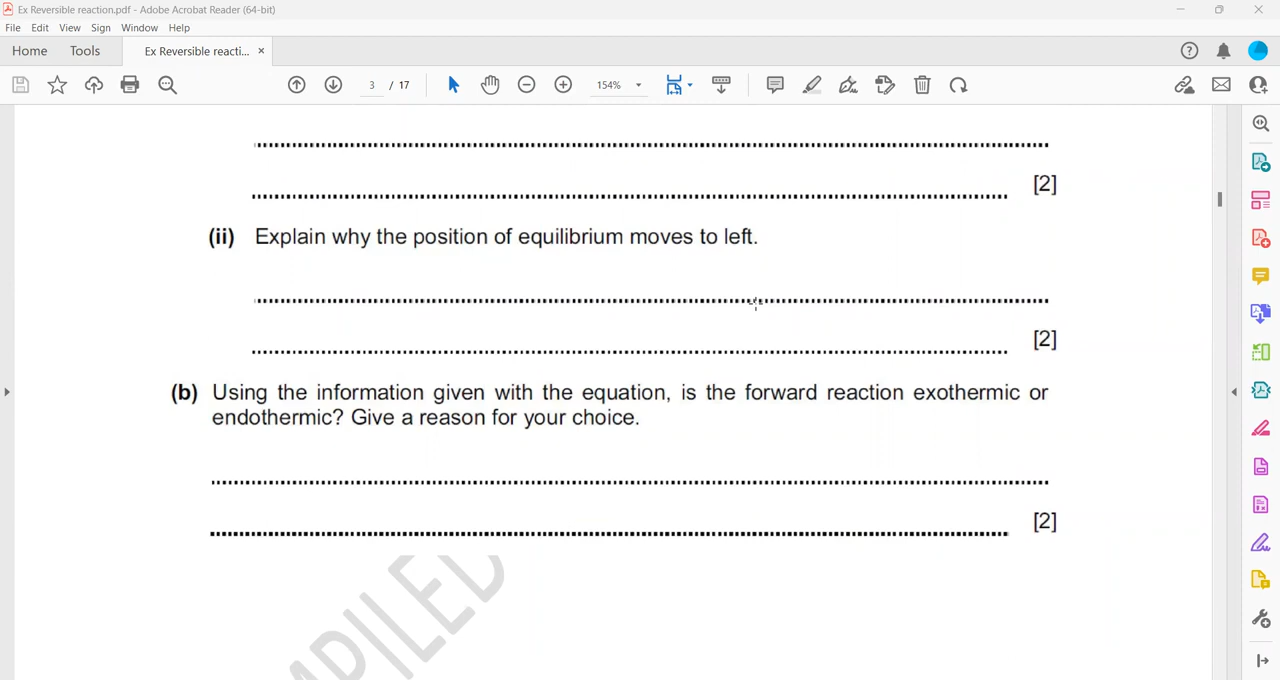 Ex Reversible reaction.pdf - Adobe Acrobat Reader (64-bit)
File Edit View Sign Window Help
Home Tools Ex Reversible reacti... ×
3 / 17 154%
[2]
(ii) Explain why the position of equilibrium moves to left.
[2]
(b) Using the information given with the equation, is the forward reaction exothermic or
endothermic? Give a reason for your choice.
[2]